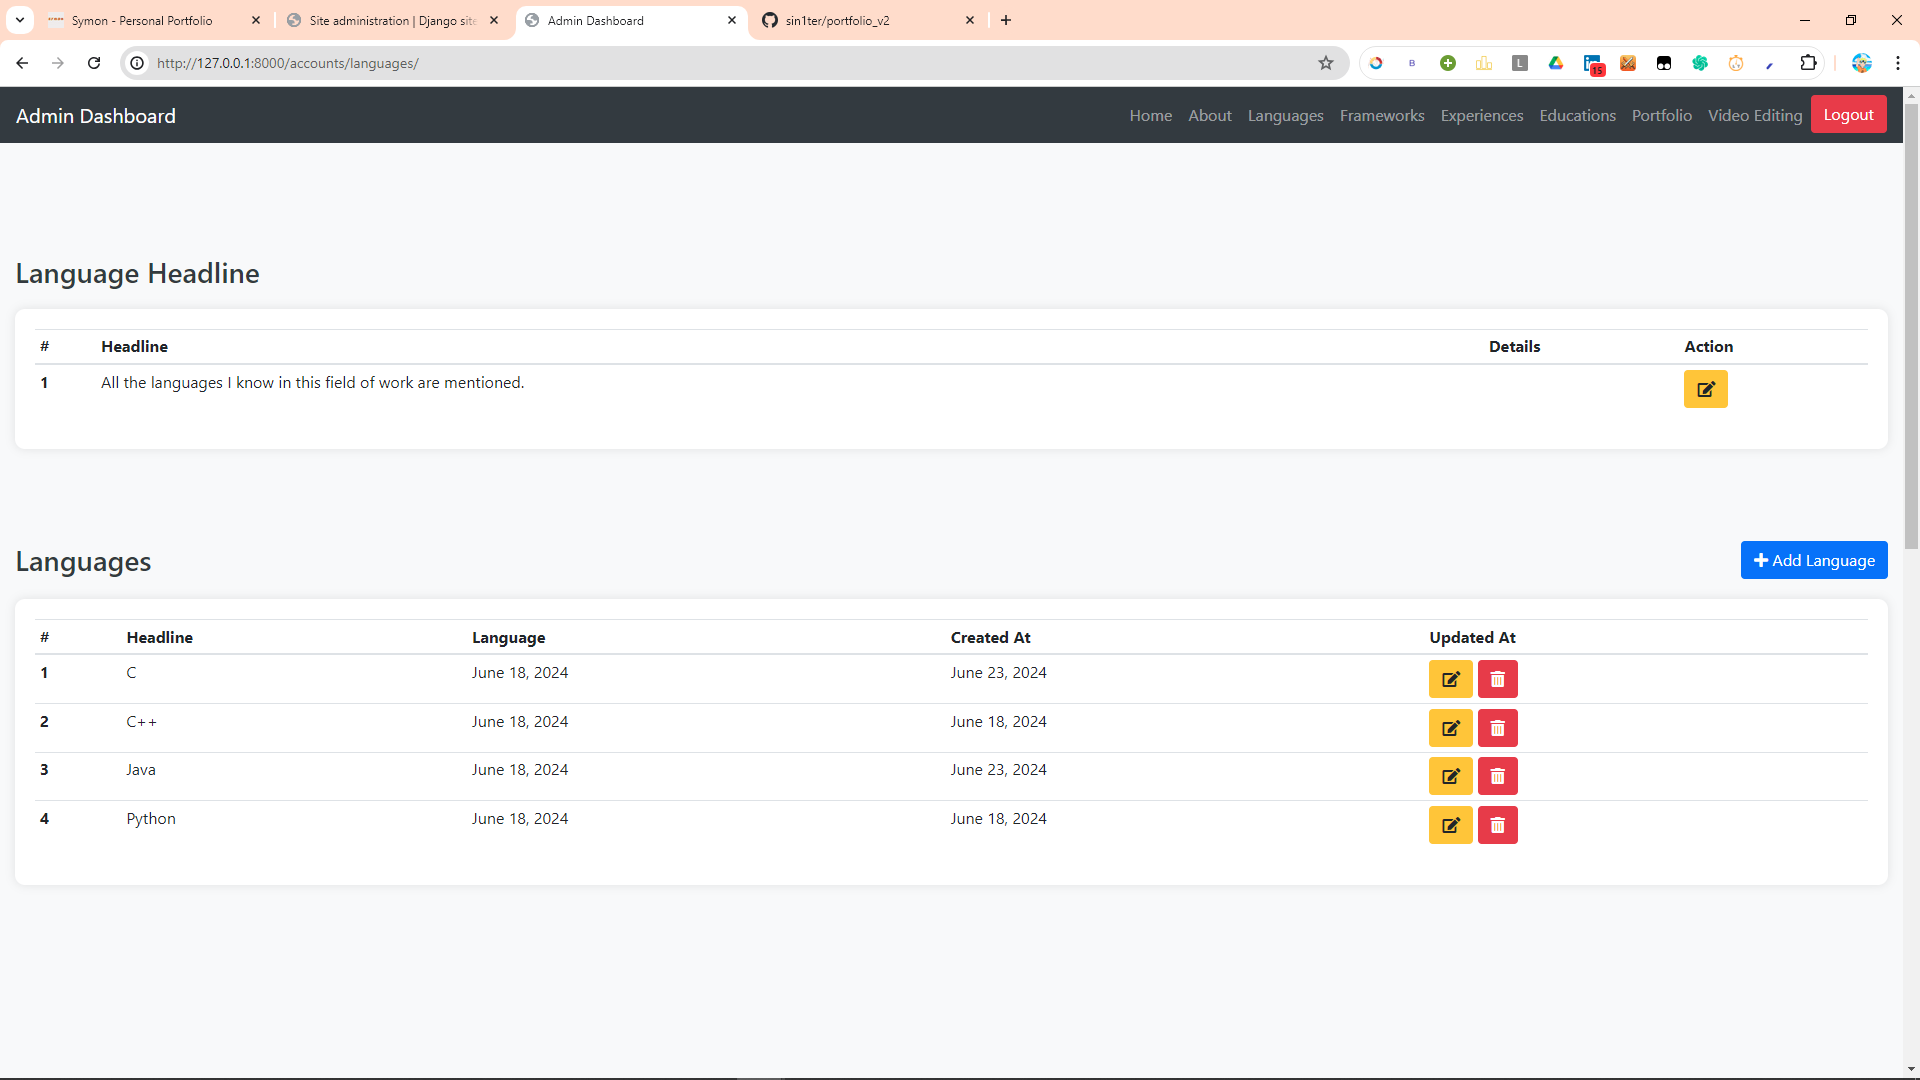 Symon - Personal Portfolio
Site administration | Django site
Admin Dashboard
sin1ter/portfolio_v2
http://127.0.0.1:8000/accounts/languages/
B
L
15
Admin Dashboard
Home About Languages Frameworks Experiences Educations Portfolio Video Editing Logout
Language Headline
# Headline Details Action
1 All the languages I know in this field of work are mentioned.
Languages
Add Language
# Headline Language Created At Updated At
1 C June 18, 2024 June 23, 2024
2 C++ June 18, 2024 June 18, 2024
3 Java June 18, 2024 June 23, 2024
4 Python June 18, 2024 June 18, 2024